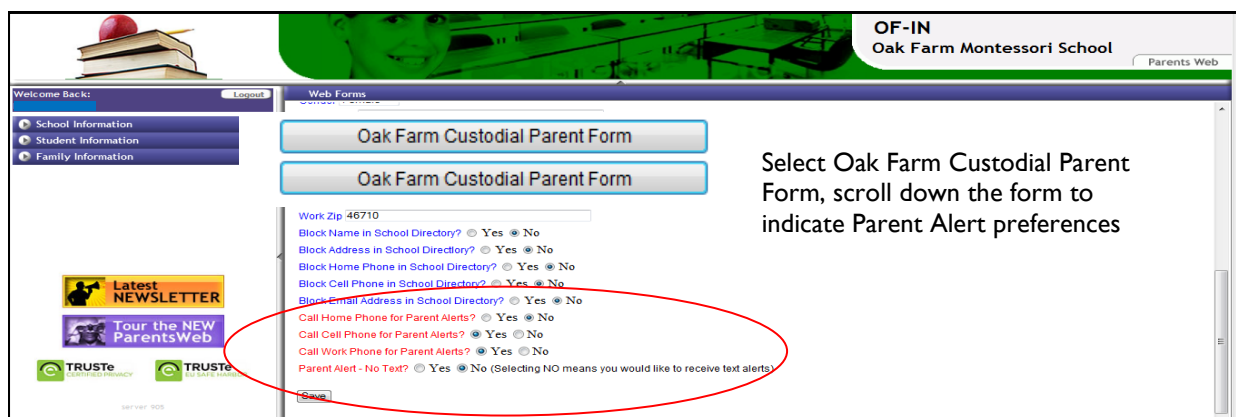 OF-IN
Oak Farm Montessori School
Parents Web
Welcome Back:
Logout
Web Forms
School Information
Student Information
Family Information
Oak Farm Custodial Parent Form
Oak Farm Custodial Parent Form
Select Oak Farm Custodial Parent
Form, scroll down the form to
indicate Parent Alert preferences
Work Zip 46710
Block Name in School Directory? Yes No
Block Address in School Directlory? Yes No
Block Home Phone in School Directory? Yes No
Block Cell Phone in School Directory? Yes No
Block Email Address in School Directory? Yes No
Call Home Phone for Parent Alerts? Yes No
Call Cell Phone for Parent Alerts? Yes No
Call Work Phone for Parent Alerts? Yes No
Parent Alert - No Text? Yes No (Selecting NO means you would like to receive text alerts)
Save
Latest
NEWSLETTER
Tour the NEW
ParentsWeb
TRUSTe
CERTIFIED PRIVACY
TRUSTe
EU SAFE
server 905